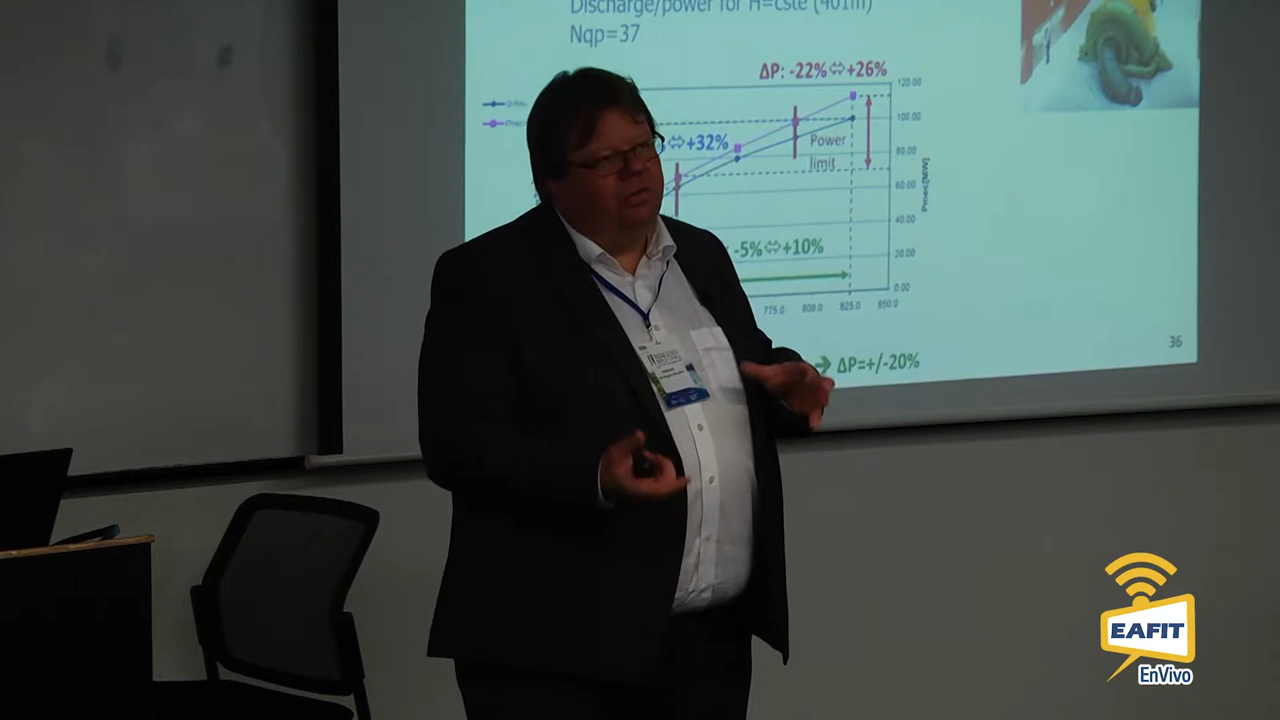 Discharge/power for H=cste (401m)
Nqp=37
ΔP: -22%⇔+26%
⇔+32%
Power
limit
-5%⇔+10%
120.00
100.00
80.00
60.00
40.00
20.00
0.00
Pmec[MW]
775.0 800.0 825.0 850.0
➔ ΔP=+/-20%
36
EAFIT
EnVivo